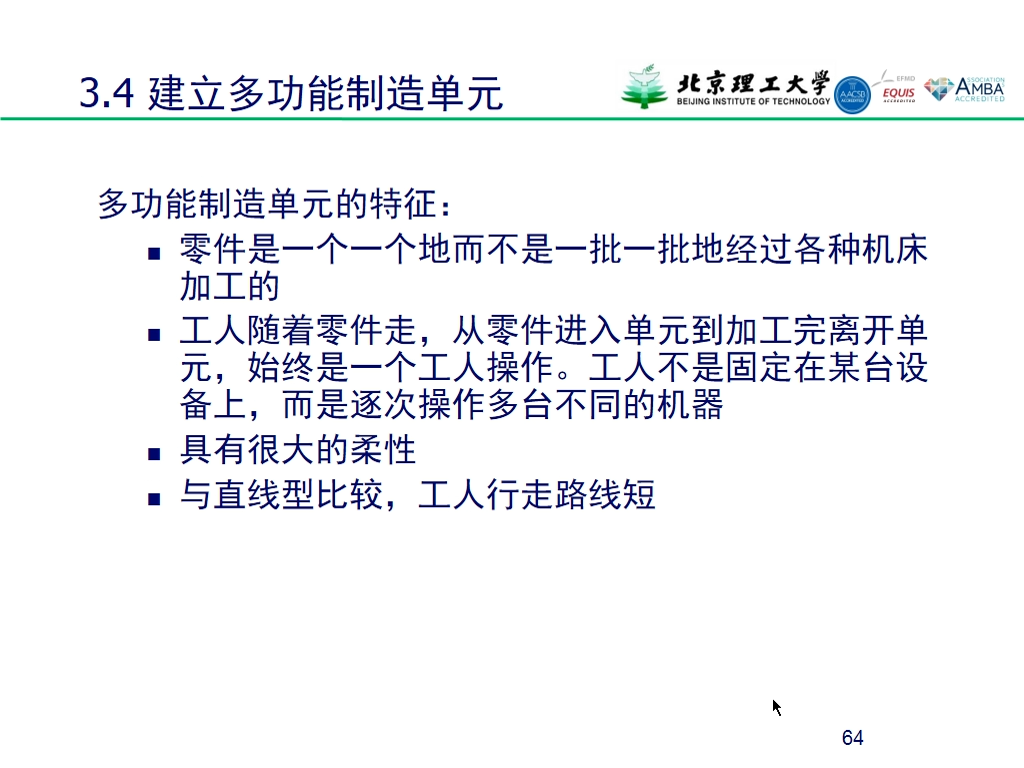 3.4 建立多功能制造单元
北京理工大学
BEIJING INSTITUTE OF TECHNOLOGY
AACSB
ACCREDITED
EFMD
EQUIS
ACCREDITED
ASSOCIATION
AMBA
ACCREDITED
多功能制造单元的特征：
零件是一个一个地而不是一批一批地经过各种机床
加工的
工人随着零件走，从零件进入单元到加工完离开单
元，始终是一个工人操作。工人不是固定在某台设
备上，而是逐次操作多台不同的机器
具有很大的柔性
与直线型比较，工人行走路线短
64